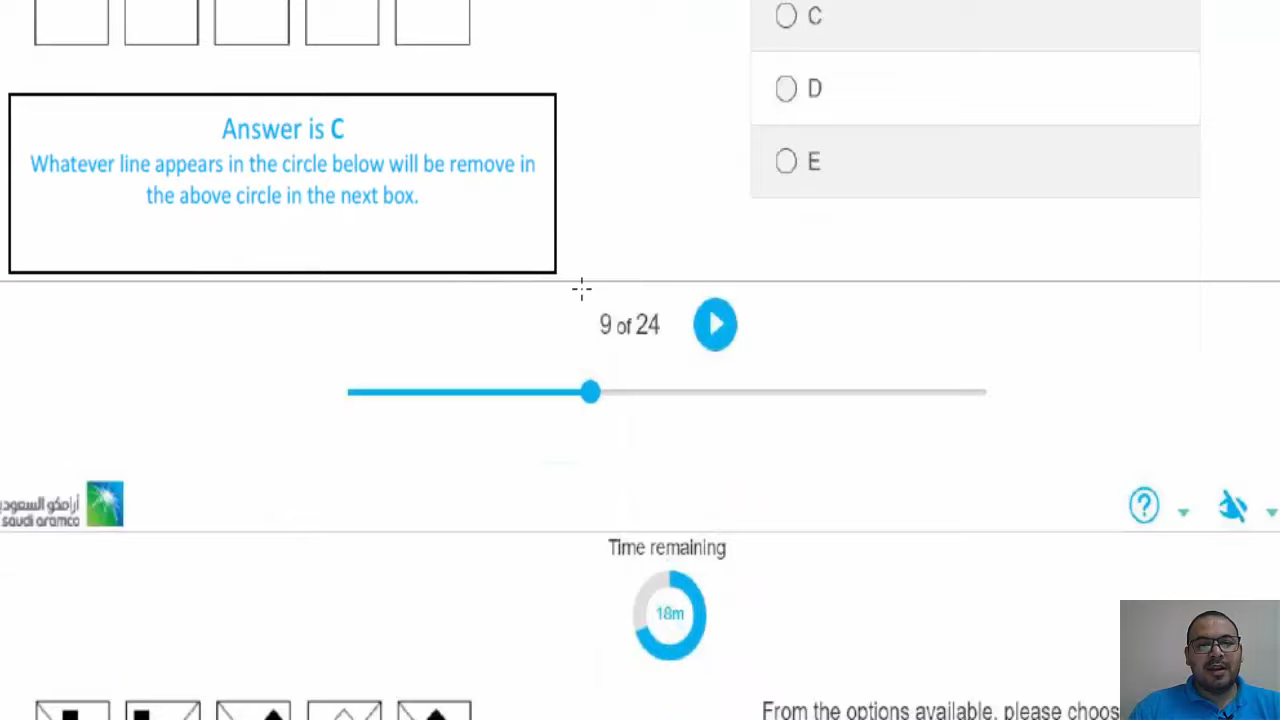 C
D
E
Answer is C
Whatever line appears in the circle below will be remove in
the above circle in the next box.
9 of 24
أرامكو السعودية
saudi aramco
?
Time remaining
18m
From the options available, please choos